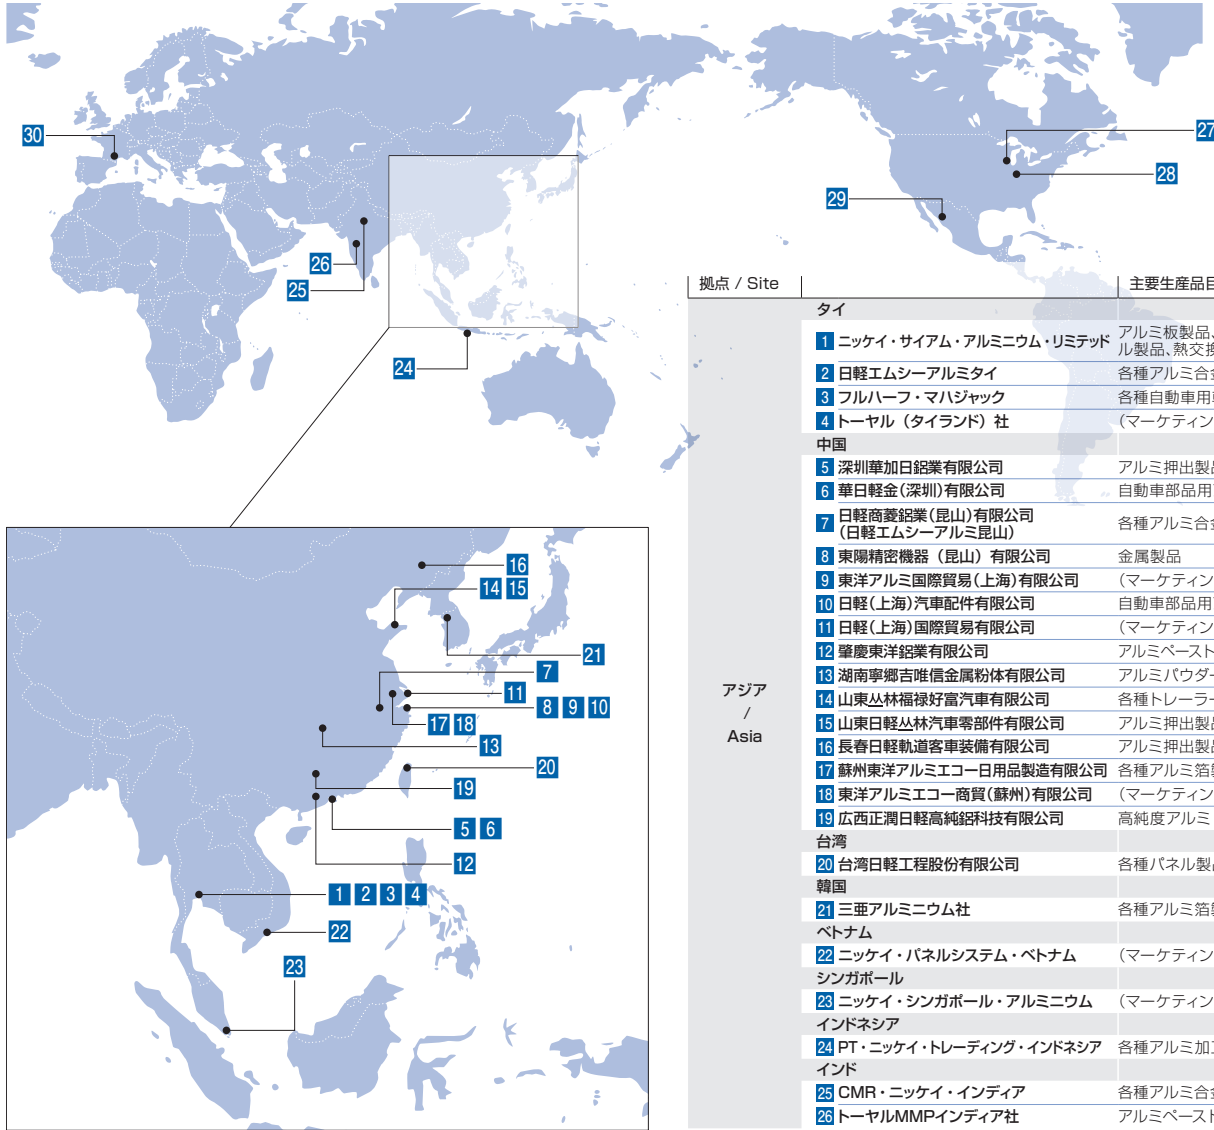 30
27
28
29
26
25
24
拠点 / Site
主要生産品目
タイ
1 ニッケイ・サイアム・アルミニウム・リミテッド アルミ板製品、
ル製品、熱交換
2 日軽エムシーアルミタイ 各種アルミ合金
3 フルハーフ・マハジャック 各種自動車用
4 トーヤル（タイランド）社 （マーケティン
中国
5 深圳華加日鋁業有限公司 アルミ押出製品
6 華日軽金(深圳)有限公司 自動車部品用
7 日軽商菱鋁業(昆山)有限公司
(日軽エムシーアルミ昆山) 各種アルミ合金
8 東陽精密機器（昆山）有限公司 金属製品
9 東洋アルミ国際貿易(上海)有限公司 （マーケティン
10 日軽(上海)汽車配件有限公司 自動車部品用
11 日軽(上海)国際貿易有限公司 （マーケティン
12 肇慶東洋鋁業有限公司 アルミペースト
13 湖南寧郷吉唯信金属粉体有限公司 アルミパウダー
14 山東丛林福禄好富汽車有限公司 各種トレーラー
15 山東日軽丛林汽車零部件有限公司 アルミ押出製品
16 長春日軽軌道客車装備有限公司 アルミ押出製品
17 蘇州東洋アルミエコー日用品製造有限公司 各種アルミ箔製
18 東洋アルミエコー商貿(蘇州)有限公司 （マーケティン
19 広西正潤日軽高純鋁科技有限公司 高純度アルミ
台湾
20 台湾日軽工程股份有限公司 各種パネル製品
韓国
21 三亜アルミニウム社 各種アルミ箔製
ベトナム
22 ニッケイ・パネルシステム・ベトナム （マーケティン
シンガポール
23 ニッケイ・シンガポール・アルミニウム （マーケティン
インドネシア
24 PT・ニッケイ・トレーディング・インドネシア 各種アルミ加工
インド
25 CMR・ニッケイ・インディア 各種アルミ合金
26 トーヤルMMPインディア社 アルミペースト
アジア
/
Asia
16
14 15
21
7
11
8 9 10
17 18
13
20
19
5 6
12
1 2 3 4
22
23